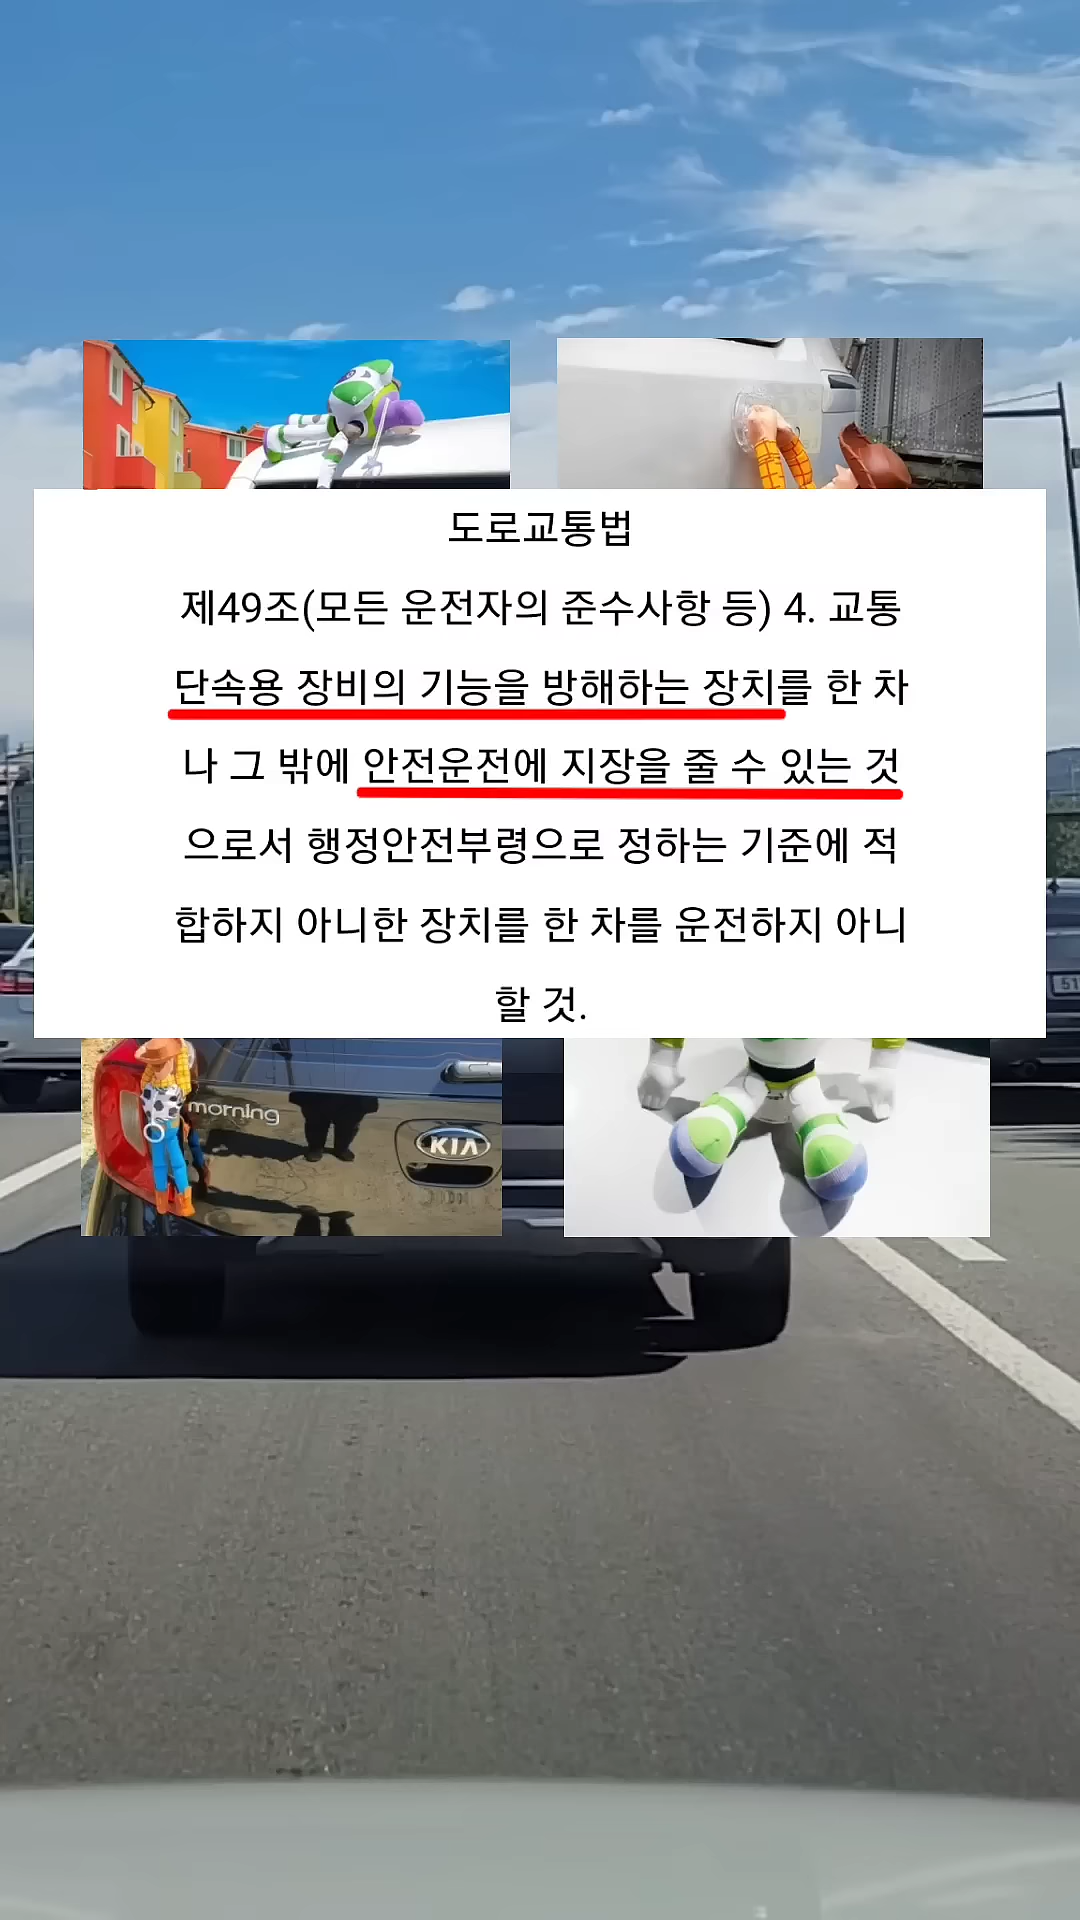 도로교통법
제49조(모든 운전자의 준수사항 등) 4. 교통
단속용 장비의 기능을 방해하는 장치를 한 차
나 그 밖에 안전운전에 지장을 줄 수 있는 것
으로서 행정안전부령으로 정하는 기준에 적
합하지 아니한 장치를 한 차를 운전하지 아니
할 것.
51
morning
KIA